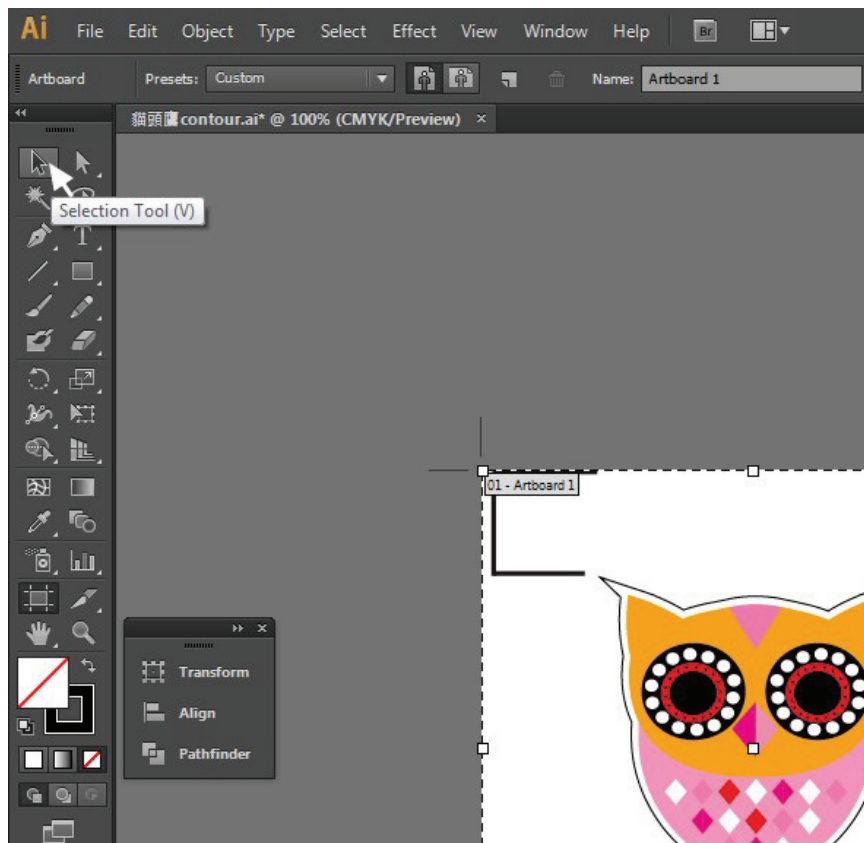 Ai File Edit Object Type Select Effect View Window Help Br
Artboard Presets: Custom Name: Artboard 1
貓頭鷹contour.ai* @ 100% (CMYK/Preview) ×
Selection Tool (V)
T
01 - Artboard 1
Transform
Align
Pathfinder